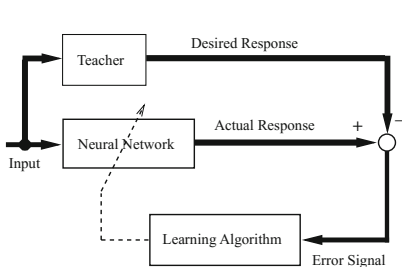 Desired Response
Teacher
Actual Response
+
−
Neural Network
Input
Learning Algorithm
Error Signal